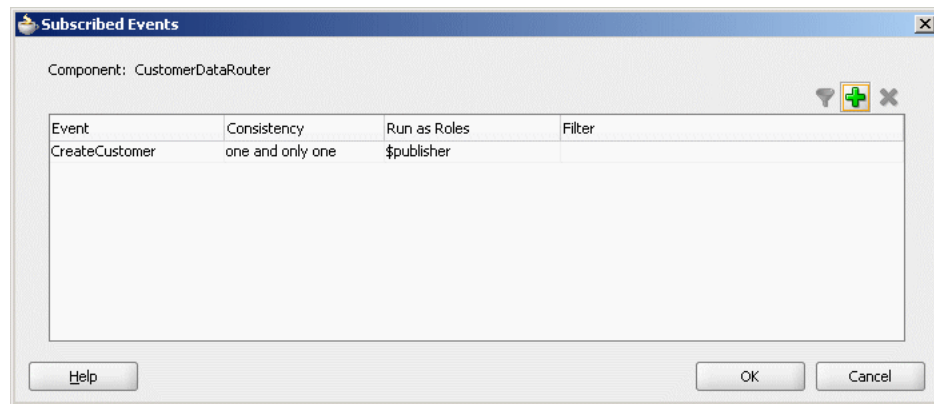 Subscribed Events
Component: CustomerDataRouter
Event Consistency Run as Roles Filter
CreateCustomer one and only one $publisher
Help OK Cancel